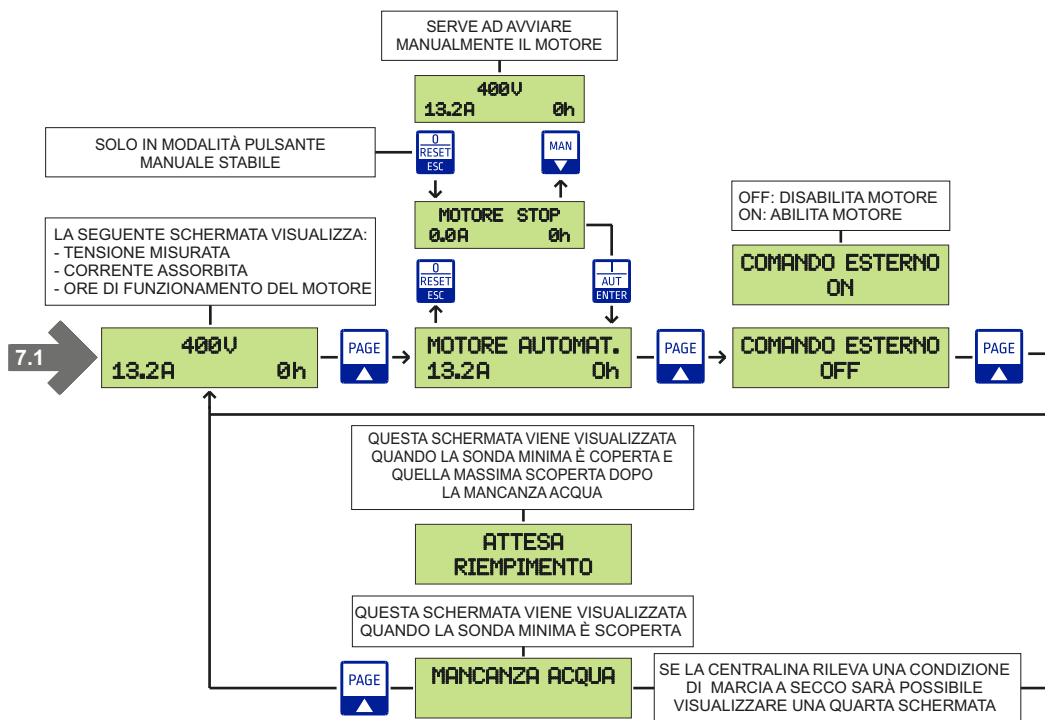 SERVE AD AVVIARE
MANUALMENTE IL MOTORE
400V
13.2A 0h
SOLO IN MODALITÀ PULSANTE
MANUALE STABILE
0
RESET
ESC
MAN
MOTORE STOP
0.0A 0h
OFF: DISABILITA MOTORE
ON: ABILITA MOTORE
LA SEGUENTE SCHERMATA VISUALIZZA:
- TENSIONE MISURATA
- CORRENTE ASSORBITA
- ORE DI FUNZIONAMENTO DEL MOTORE
0
RESET
ESC
I
AUT
ENTER
COMANDO ESTERNO
ON
7.1
400V
13.2A 0h
PAGE
MOTORE AUTOMAT.
13.2A 0h
PAGE
COMANDO ESTERNO
OFF
PAGE
QUESTA SCHERMATA VIENE VISUALIZZATA
QUANDO LA SONDA MINIMA È COPERTA E
QUELLA MASSIMA SCOPERTA DOPO
LA MANCANZA ACQUA
ATTESA
RIEMPIMENTO
QUESTA SCHERMATA VIENE VISUALIZZATA
QUANDO LA SONDA MINIMA È SCOPERTA
PAGE
MANCANZA ACQUA
SE LA CENTRALINA RILEVA UNA CONDIZIONE
DI MARCIA A SECCO SARÀ POSSIBILE
VISUALIZZARE UNA QUARTA SCHERMATA